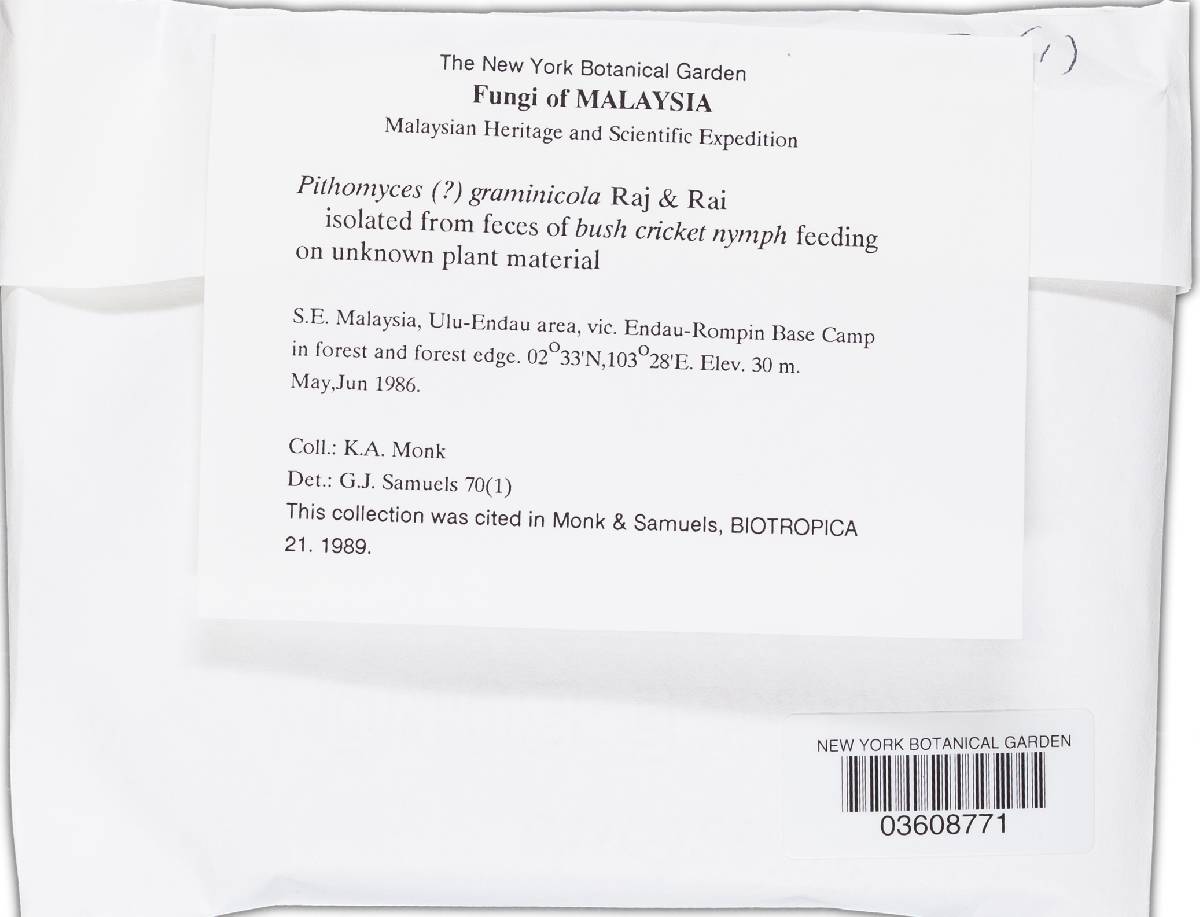 The New York Botanical Garden
Fungi of MALAYSIA
Malaysian Heritage and Scientific Expedition
Pithomyces (?) graminicola Raj & Rai
isolated from feces of bush cricket nymph feeding
on unknown plant material
S.E. Malaysia, Ulu-Endau area, vic. Endau-Rompin Base Camp
in forest and forest edge. 02°33'N,103°28'E. Elev. 30 m.
May,Jun 1986.
Coll.: K.A. Monk
Det.: G.J. Samuels 70(1)
This collection was cited in Monk & Samuels, BIOTROPICA
21. 1989.
NEW YORK BOTANICAL GARDEN
03608771